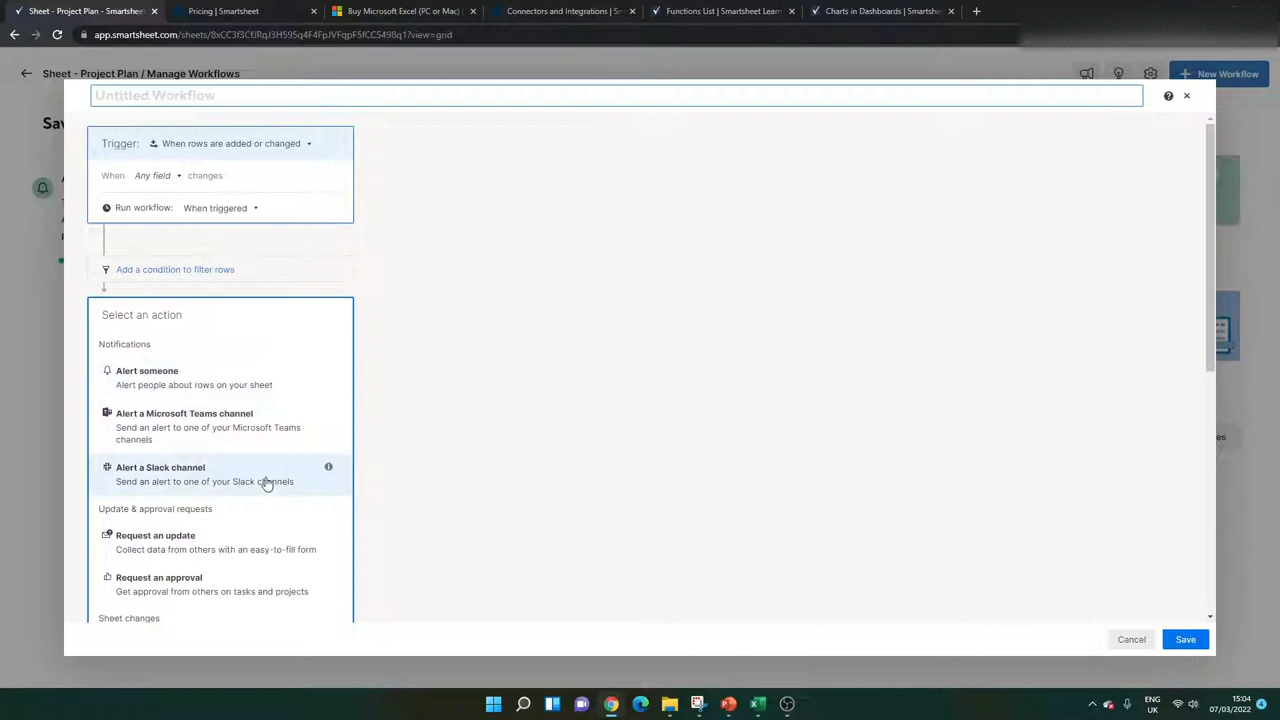 Sheet - Project Plan | Smartsheet
Pricing | Smartsheet
Buy Microsoft Excel (PC or Mac) |
Connectors and Integrations | Sm
Functions List | Smartsheet Lear
Charts in Dashboards | Smartshe
app.smartsheet.com/sheets/8xCC3f3CfJRqJ3H595q4F4pJVFqpF5fCC5498q1?view=grid
Sheet - Project Plan / Manage Workflows
New Workflow
Untitled Workflow
Trigger: When rows are added or changed
When Any field changes
Run workflow: When triggered
Add a condition to filter rows
Select an action
Notifications
Alert someone
Alert people about rows on your sheet
Alert a Microsoft Teams channel
Send an alert to one of your Microsoft Teams
channels
Alert a Slack channel
Send an alert to one of your Slack channels
Update & approval requests
Request an update
Collect data from others with an easy-to-fill form
Request an approval
Get approval from others on tasks and projects
Sheet changes
Cancel
Save
ENG
UK
15:04
07/03/2022